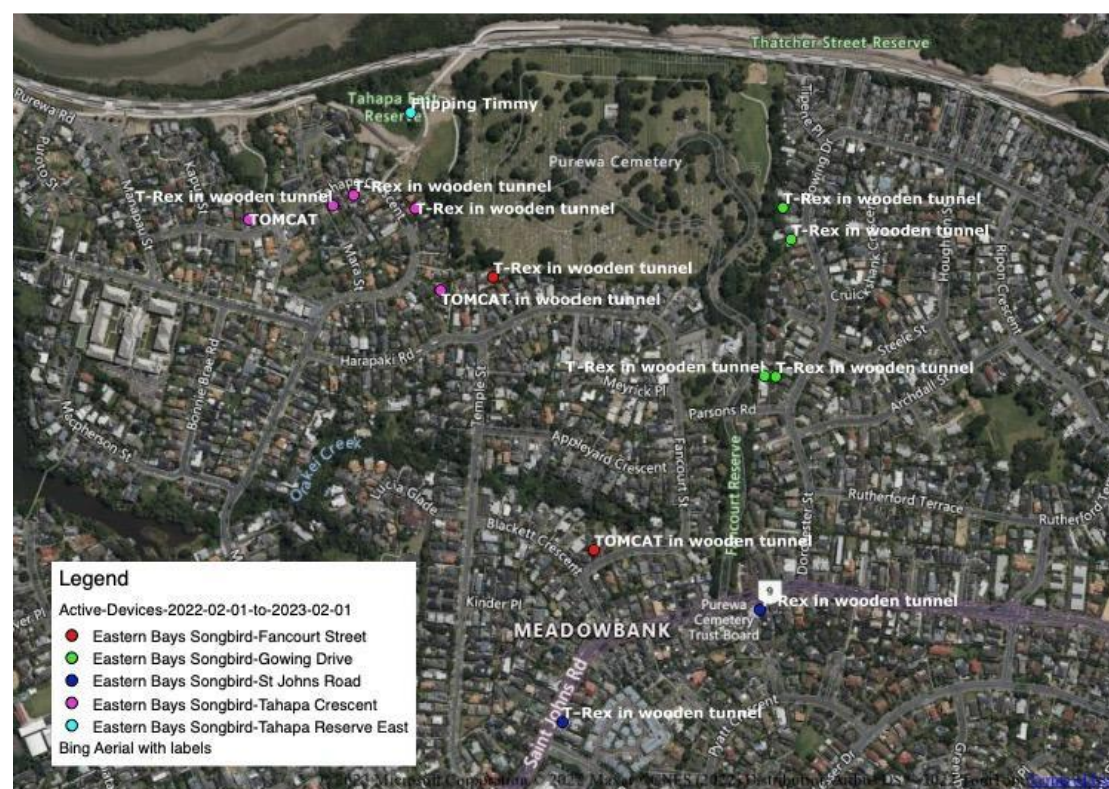 Thatcher Street Reserve
Purewa Rd
Tahapa East
Reserve
Flipping Timmy
Tipene Pl
Purewa Cemetery
Gowing Dr
Kapua St
Manapau St
T-Rex in wooden tunnel
T-Rex in wooden tunnel
TOMCAT
T-Rex in wooden tunnel
T-Rex in wooden tunnel
T-Rex in wooden tunnel
Mara St
T-Rex in wooden tunnel
TOMCAT in wooden tunnel
Ripon Crescent
Steele St
Harapaki Rd
Bonnie Brae Rd
Temple St
T-Rex in wooden tunnel
T-Rex in wooden tunnel
Meyrick Pl
Parsons Rd
Archdall St
Macpherson St
Orakei Creek
Appleyard Crescent
Fancourt St
Fancourt Reserve
Lucia Glade
Rutherford Terrace
Dorchester St
Blackett Crescent
TOMCAT in wooden tunnel
9
Kinder Pl
Purewa
Cemetery
Trust Board
Rex in wooden tunnel
MEADOWBANK
Saint Johns Rd
T-Rex in wooden tunnel
Pyatt Crescent
Legend
Active-Devices-2022-02-01-to-2023-02-01
Eastern Bays Songbird-Fancourt Street
Eastern Bays Songbird-Gowing Drive
Eastern Bays Songbird-St Johns Road
Eastern Bays Songbird-Tahapa Crescent
Eastern Bays Songbird-Tahapa Reserve East
Bing Aerial with labels